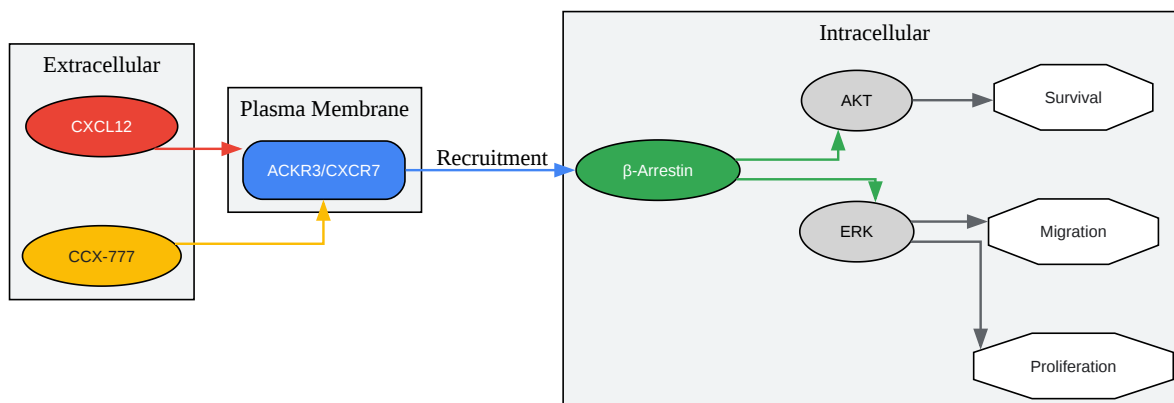 Extracellular
CXCL12
CCX-777
Plasma Membrane
ACKR3/CXCR7
Recruitment
Intracellular
β-Arrestin
AKT
ERK
Survival
Migration
Proliferation